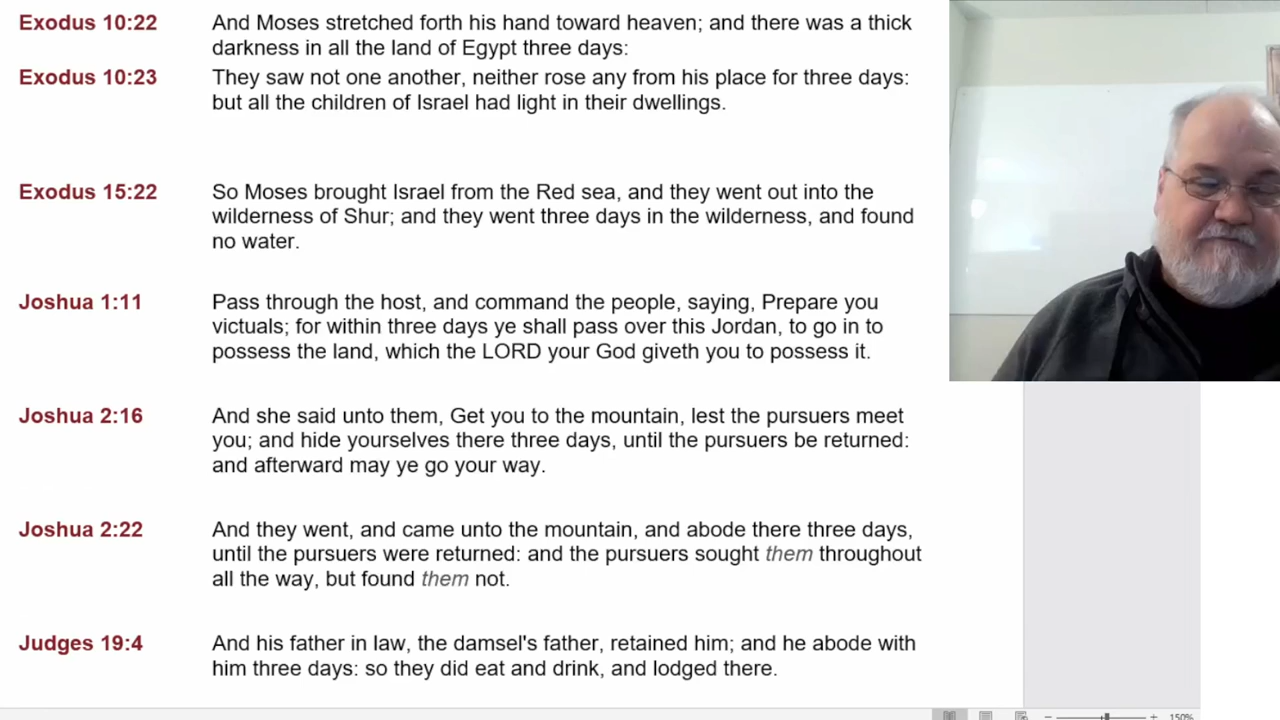 Exodus 10:22 And Moses stretched forth his hand toward heaven; and there was a thick
darkness in all the land of Egypt three days:
Exodus 10:23 They saw not one another, neither rose any from his place for three days:
but all the children of Israel had light in their dwellings.
Exodus 15:22 So Moses brought Israel from the Red sea, and they went out into the
wilderness of Shur; and they went three days in the wilderness, and found
no water.
Joshua 1:11 Pass through the host, and command the people, saying, Prepare you
victuals; for within three days ye shall pass over this Jordan, to go in to
possess the land, which the LORD your God giveth you to possess it.
Joshua 2:16 And she said unto them, Get you to the mountain, lest the pursuers meet
you; and hide yourselves there three days, until the pursuers be returned:
and afterward may ye go your way.
Joshua 2:22 And they went, and came unto the mountain, and abode there three days,
until the pursuers were returned: and the pursuers sought them throughout
all the way, but found them not.
Judges 19:4 And his father in law, the damsel's father, retained him; and he abode with
him three days: so they did eat and drink, and lodged there.
150%